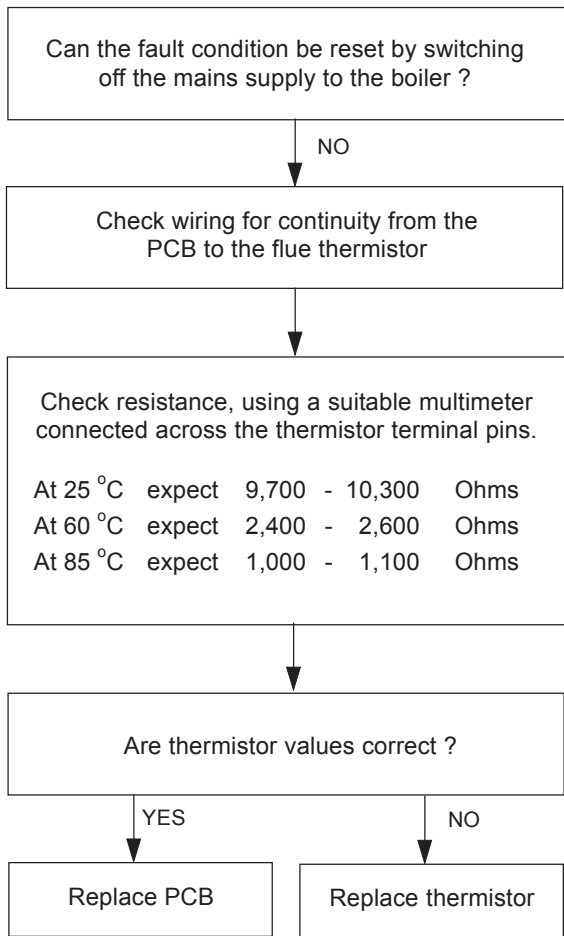 Can the fault condition be reset by switching
off the mains supply to the boiler ?
NO
Check wiring for continuity from the
PCB to the flue thermistor
Check resistance, using a suitable multimeter
connected across the thermistor terminal pins.
At 25 °C expect 9,700 - 10,300 Ohms
At 60 °C expect 2,400 - 2,600 Ohms
At 85 °C expect 1,000 - 1,100 Ohms
Are thermistor values correct ?
YES
NO
Replace PCB
Replace thermistor